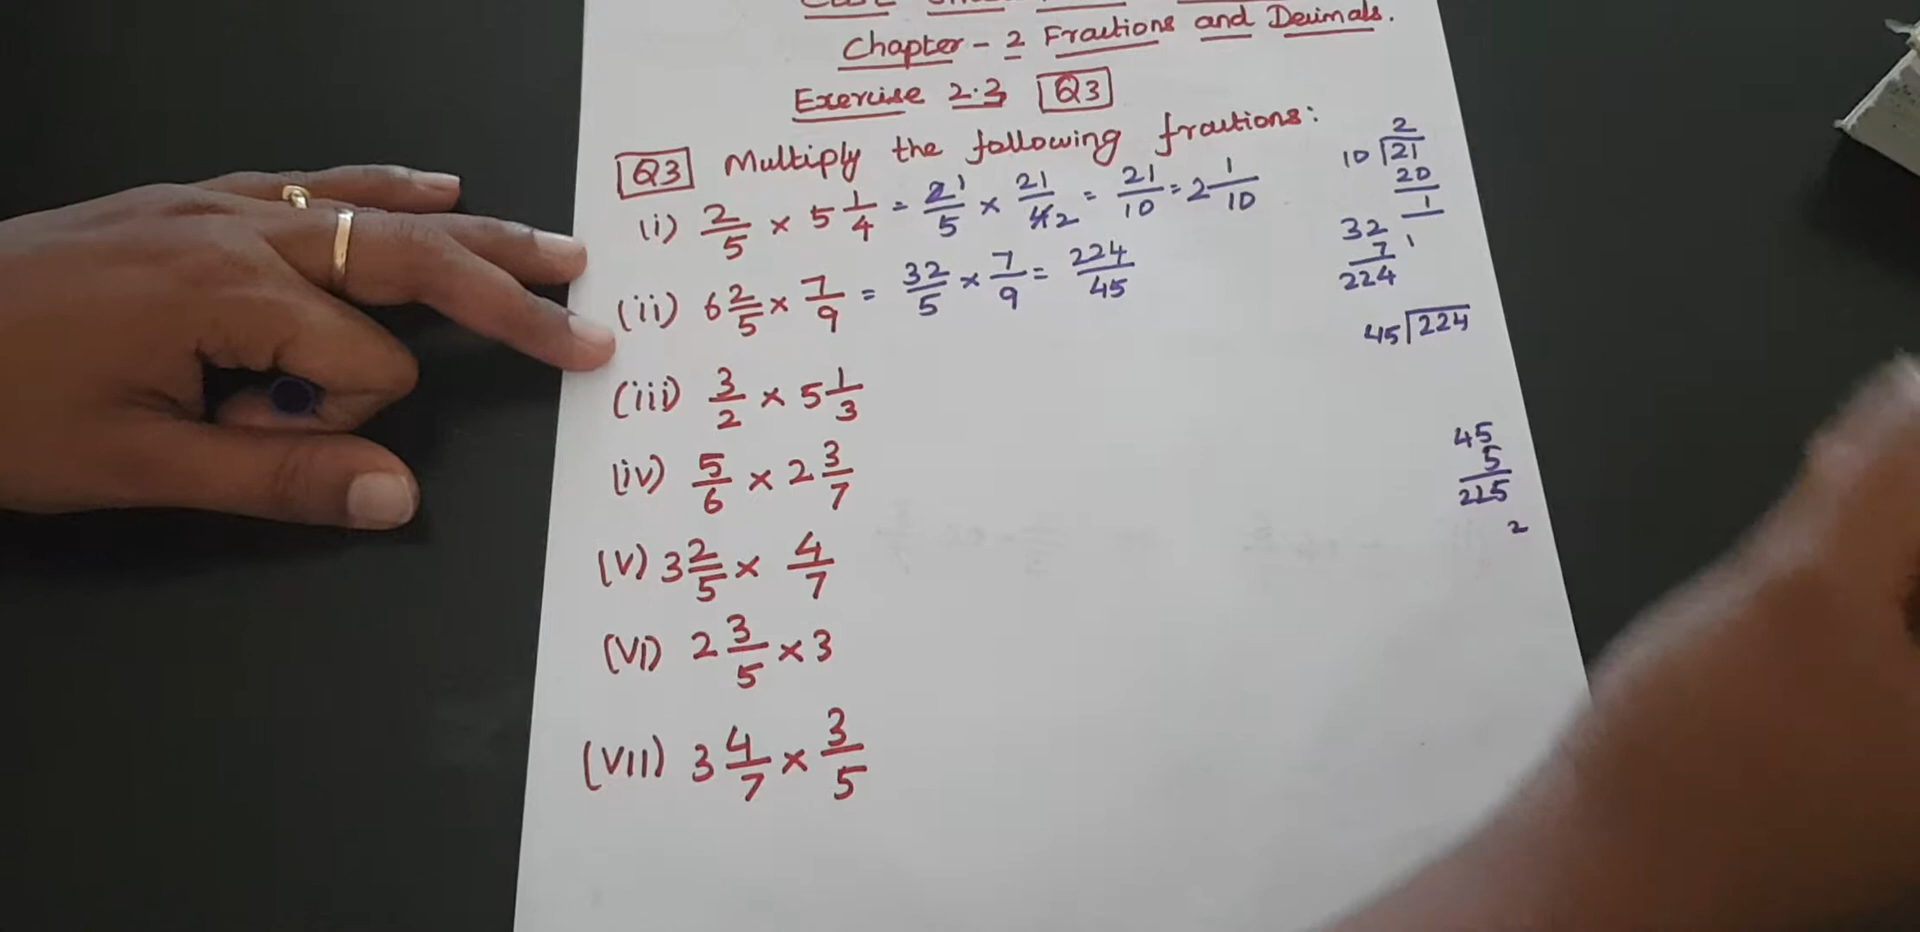 Chapter - 2 Fractions and Decimals.
Exercise 2.3 Q3
Q3 Multiply the following fractions:
(i) 2/5 × 5 1/4 = 2 1/5 × 21/4 2 = 21/10 = 2 1/10
(ii) 6 2/5 × 7/9 = 32/5 × 7/9 = 224/45
(iii) 3/2 × 5 1/3
(iv) 5/6 × 2 3/7
(V) 3 2/5 × 4/7
(VI) 2 3/5 × 3
(VII) 3 4/7 × 3/5
2
10 21
20
1
32
7 1
224
45 224
45
5
225
2